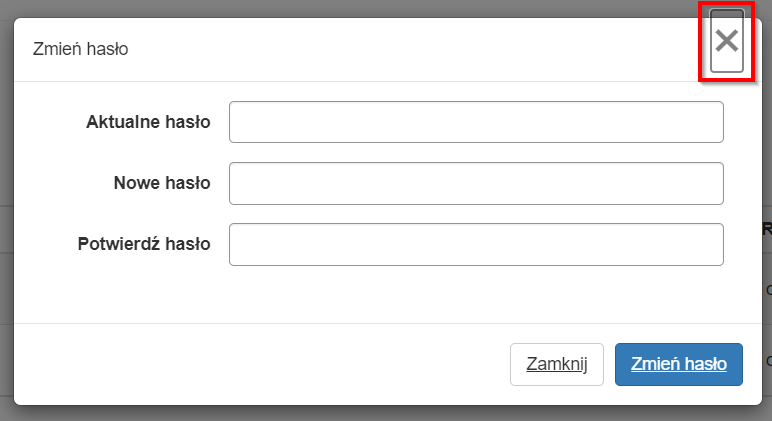 Zmień hasło
Aktualne hasło
Nowe hasło
Potwierdź hasło
Zamknij Zmień hasło